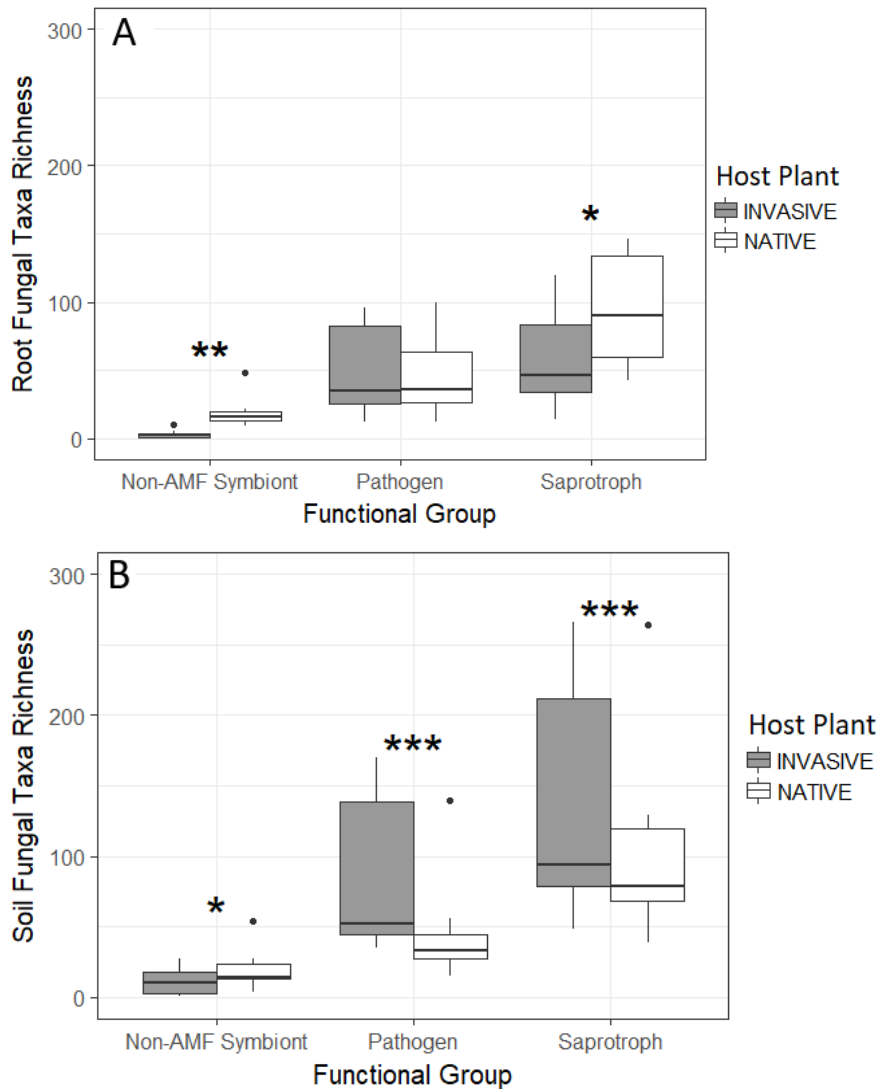 A
300
200
100
0
Root Fungal Taxa Richness
**
*
Non-AMF Symbiont Pathogen Saprotroph
Functional Group
Host Plant
INVASIVE
NATIVE
B
300
200
100
0
Soil Fungal Taxa Richness
*
***
***
Non-AMF Symbiont Pathogen Saprotroph
Functional Group
Host Plant
INVASIVE
NATIVE